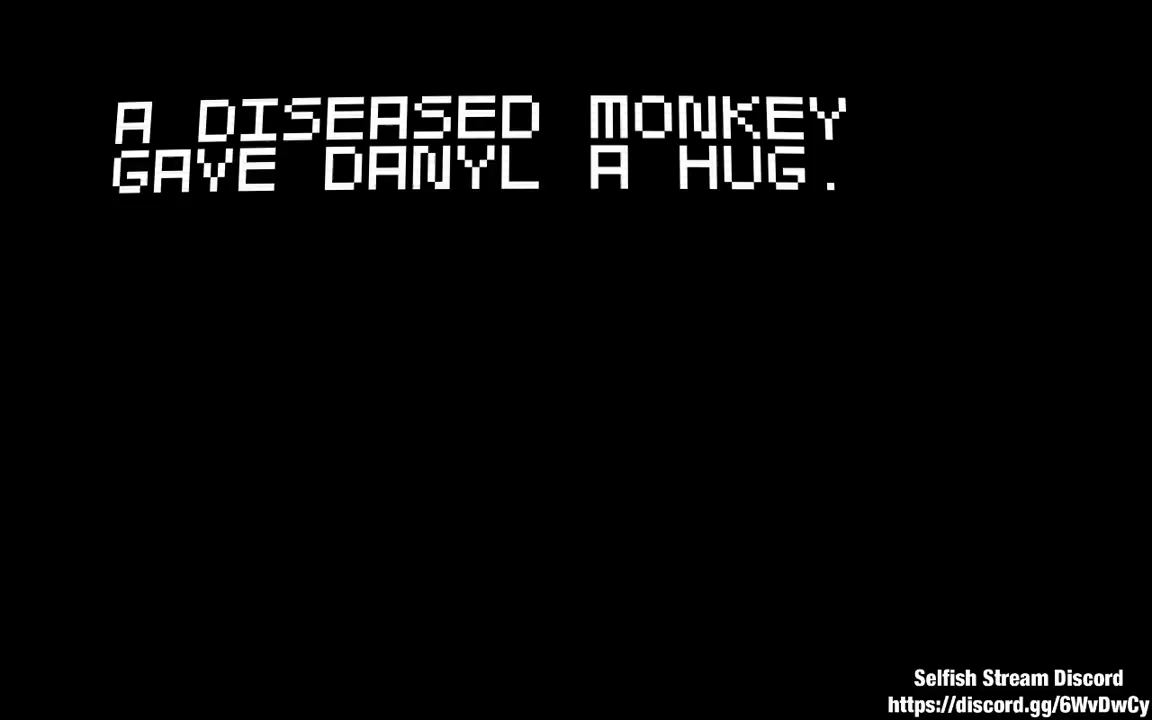 A DISEASED MONKEY
GAVE DANYL A HUG.
Selfish Stream Discord
https://discord.gg/6WvDwCy